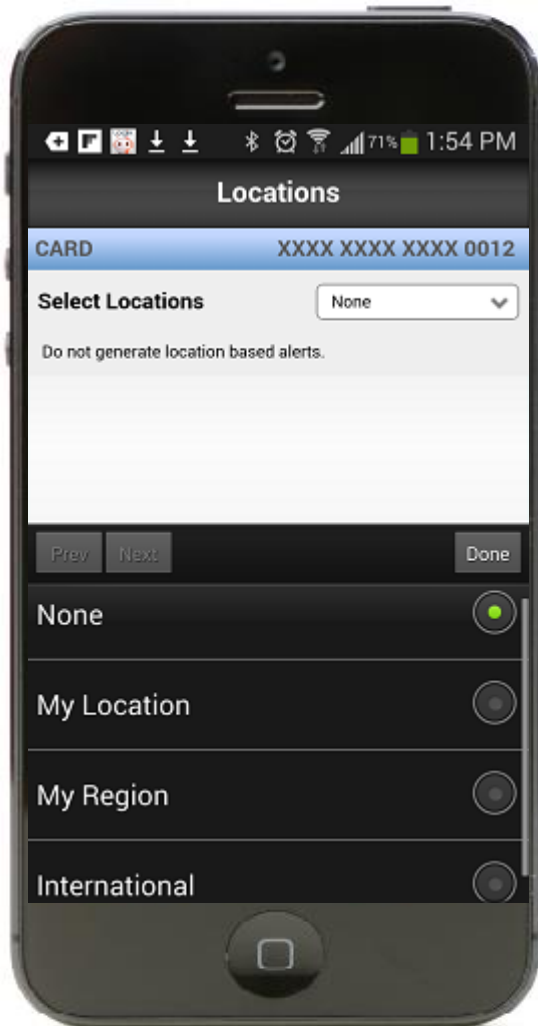 71% 1:54 PM
Locations
CARD XXXX XXXX XXXX 0012
Select Locations None
Do not generate location based alerts.
Prev Next Done
None
My Location
My Region
International